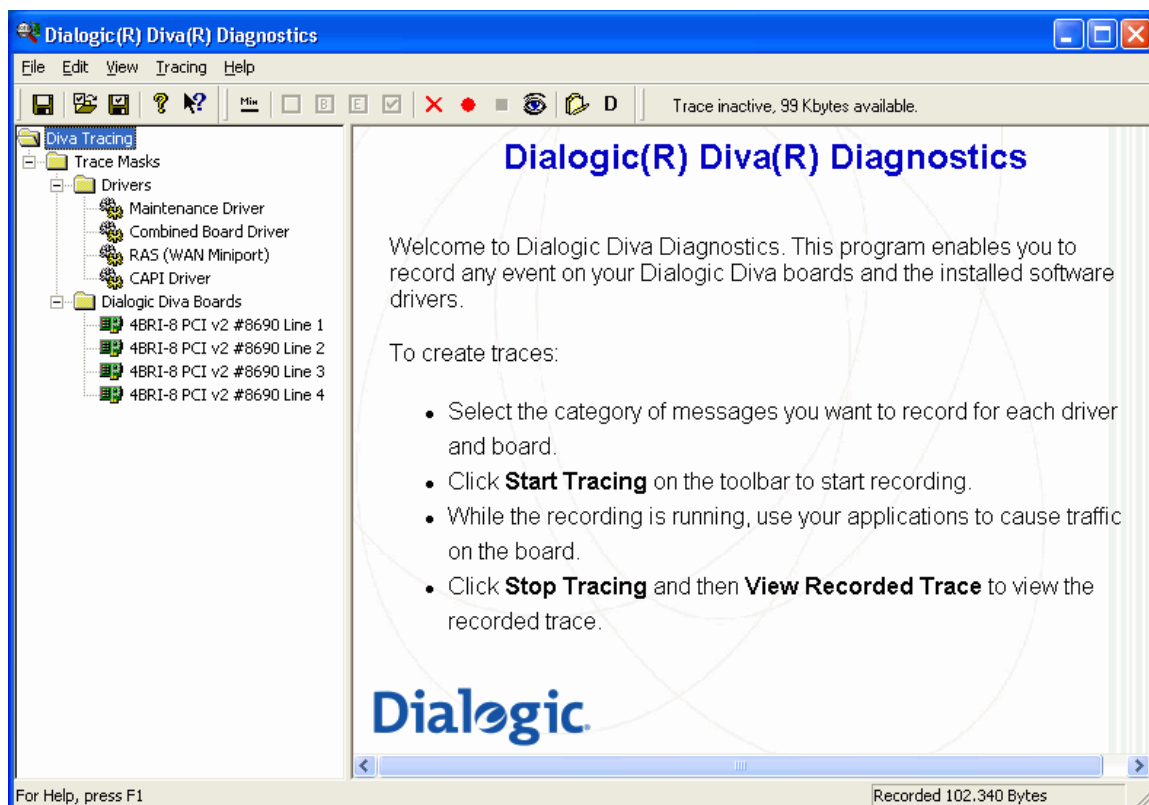 Dialogic(R) Diva(R) Diagnostics
File Edit View Tracing Help
Min B E D Trace inactive, 99 Kbytes available.
Diva Tracing
Trace Masks
Drivers
Maintenance Driver
Combined Board Driver
RAS (WAN Miniport)
CAPI Driver
Dialogic Diva Boards
4BRI-8 PCI v2 #8690 Line 1
4BRI-8 PCI v2 #8690 Line 2
4BRI-8 PCI v2 #8690 Line 3
4BRI-8 PCI v2 #8690 Line 4
Dialogic(R) Diva(R) Diagnostics
Welcome to Dialogic Diva Diagnostics. This program enables you to
record any event on your Dialogic Diva boards and the installed software
drivers.
To create traces:
• Select the category of messages you want to record for each driver
and board.
• Click Start Tracing on the toolbar to start recording.
• While the recording is running, use your applications to cause traffic
on the board.
• Click Stop Tracing and then View Recorded Trace to view the
recorded trace.
Dialogic.
For Help, press F1
Recorded 102.340 Bytes